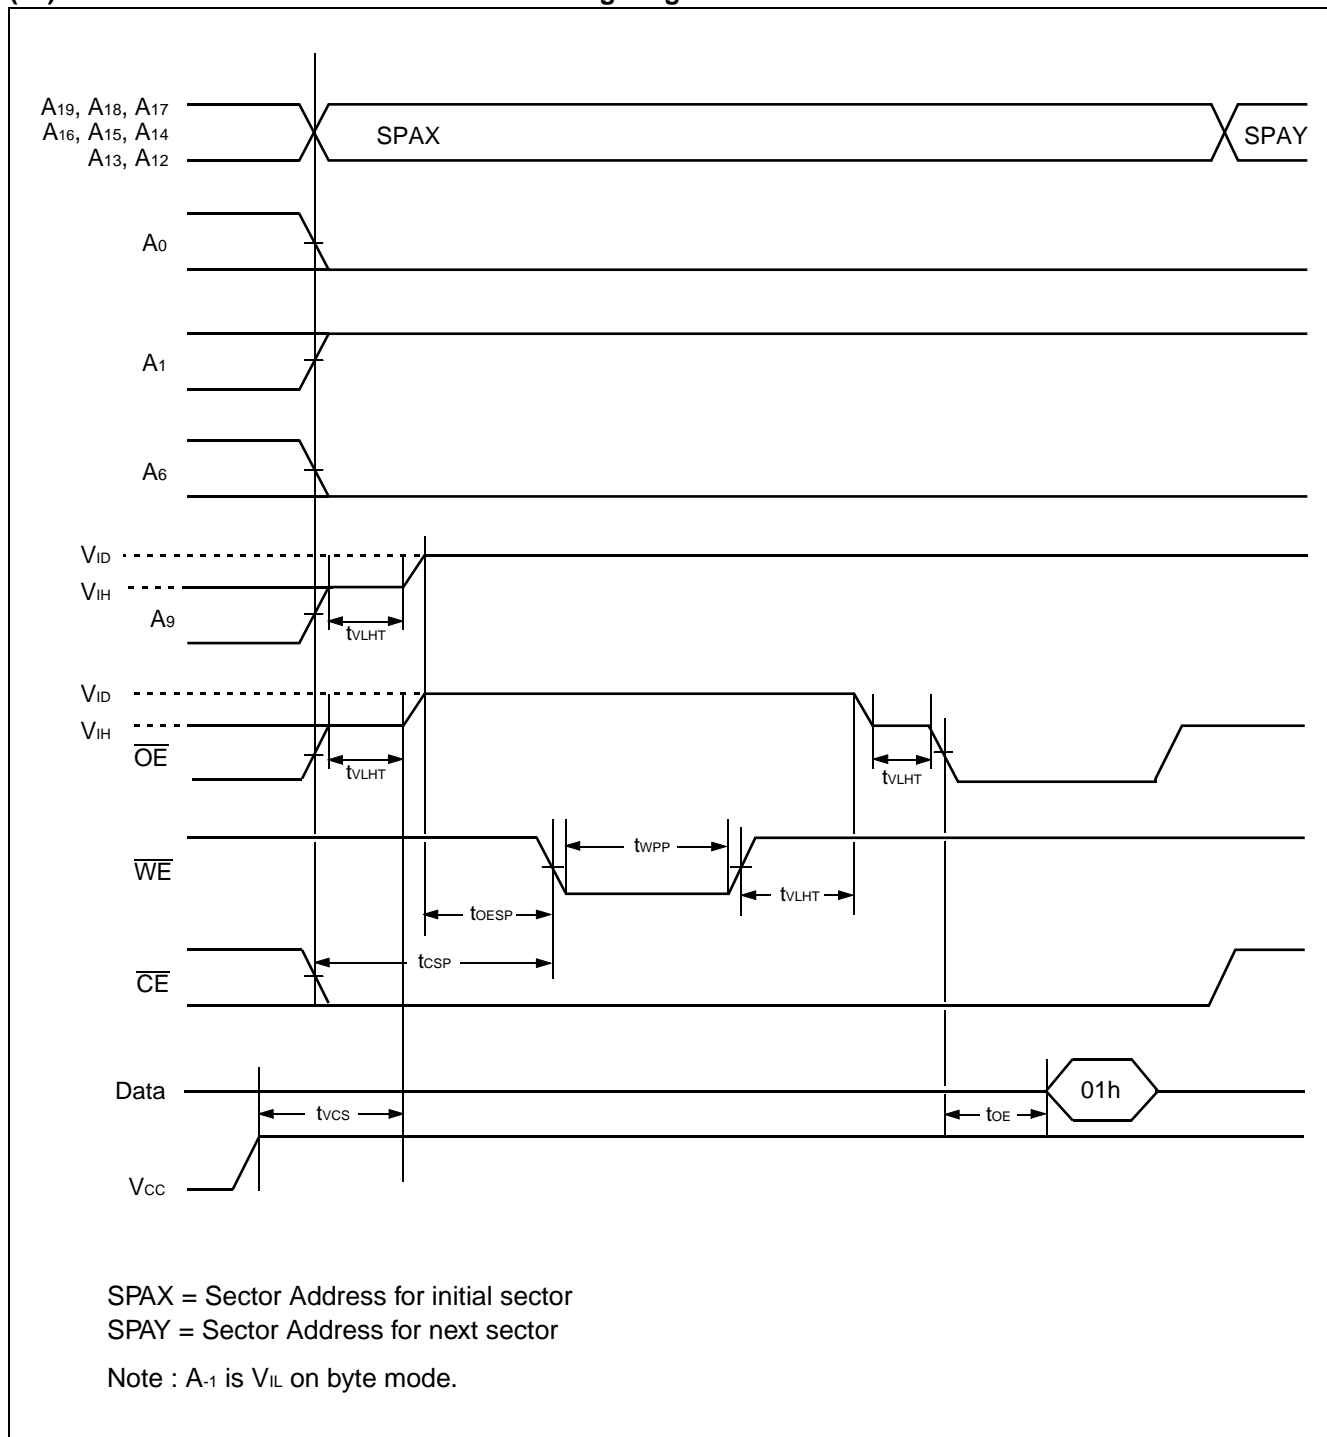 A19, A18, A17
A16, A15, A14
A13, A12
SPAX
SPAY
A0
A1
A6
VID
VIH
A9
tVLHT
VID
VIH
OE
tVLHT
tVLHT
WE
tWPP
tVLHT
tOESP
tCSP
CE
Data
01h
tVCS
tOE
VCC
SPAX = Sector Address for initial sector
SPAY = Sector Address for next sector
Note : A-1 is VIL on byte mode.